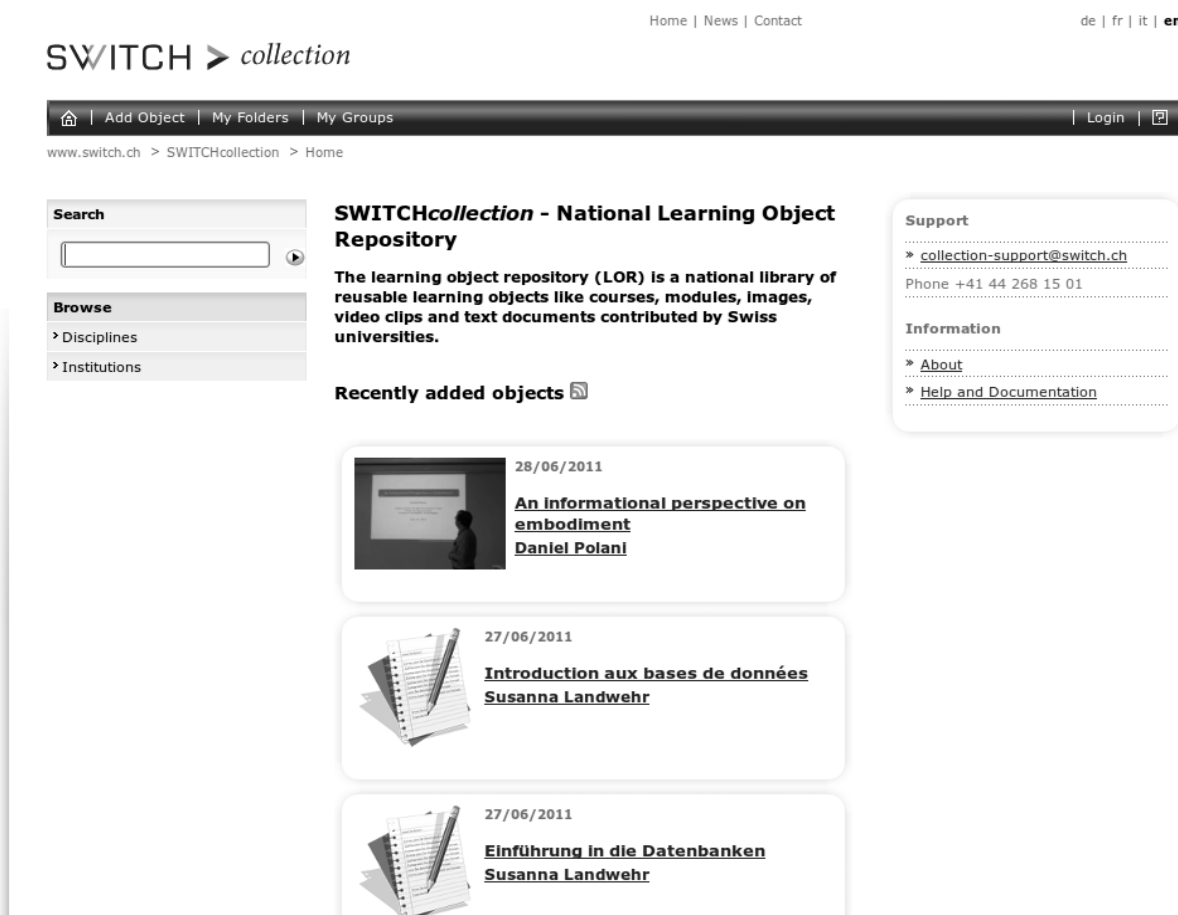 Home | News | Contact
de | fr | it | en
SWITCH > collection
Add Object | My Folders | My Groups
| Login | ?
www.switch.ch > SWITCHcollection > Home
Search
Browse
› Disciplines
› Institutions
SWITCHcollection - National Learning Object
Repository
The learning object repository (LOR) is a national library of
reusable learning objects like courses, modules, images,
video clips and text documents contributed by Swiss
universities.
Recently added objects
28/06/2011
An informational perspective on
embodiment
Daniel Polani
27/06/2011
Introduction aux bases de données
Susanna Landwehr
27/06/2011
Einführung in die Datenbanken
Susanna Landwehr
Support
» collection-support@switch.ch
Phone +41 44 268 15 01
Information
» About
» Help and Documentation